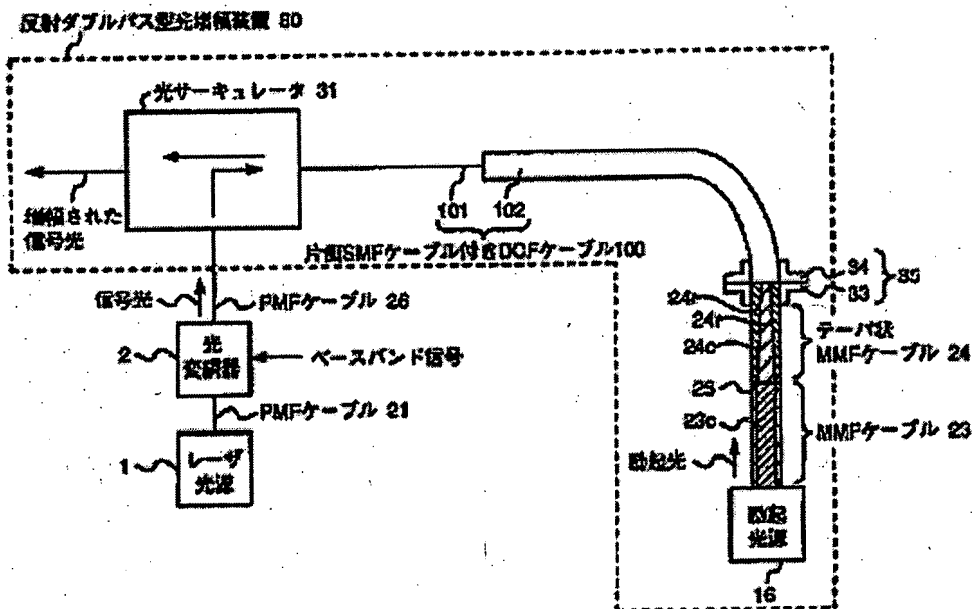 反射ダブルパス型光増幅装置 80
光サーキュレータ 31
増幅された
信号光
101 102
片側SMFケーブル付きDCFケーブル100
信号光
PMFケーブル 26
2
光
変調器
ベースバンド信号
PMFケーブル 21
1
レーザ
光源
34
33
24r
24f
24c
テーパ状
MMFケーブル 24
25
23c
MMFケーブル 23
励起光
励起
光源
16